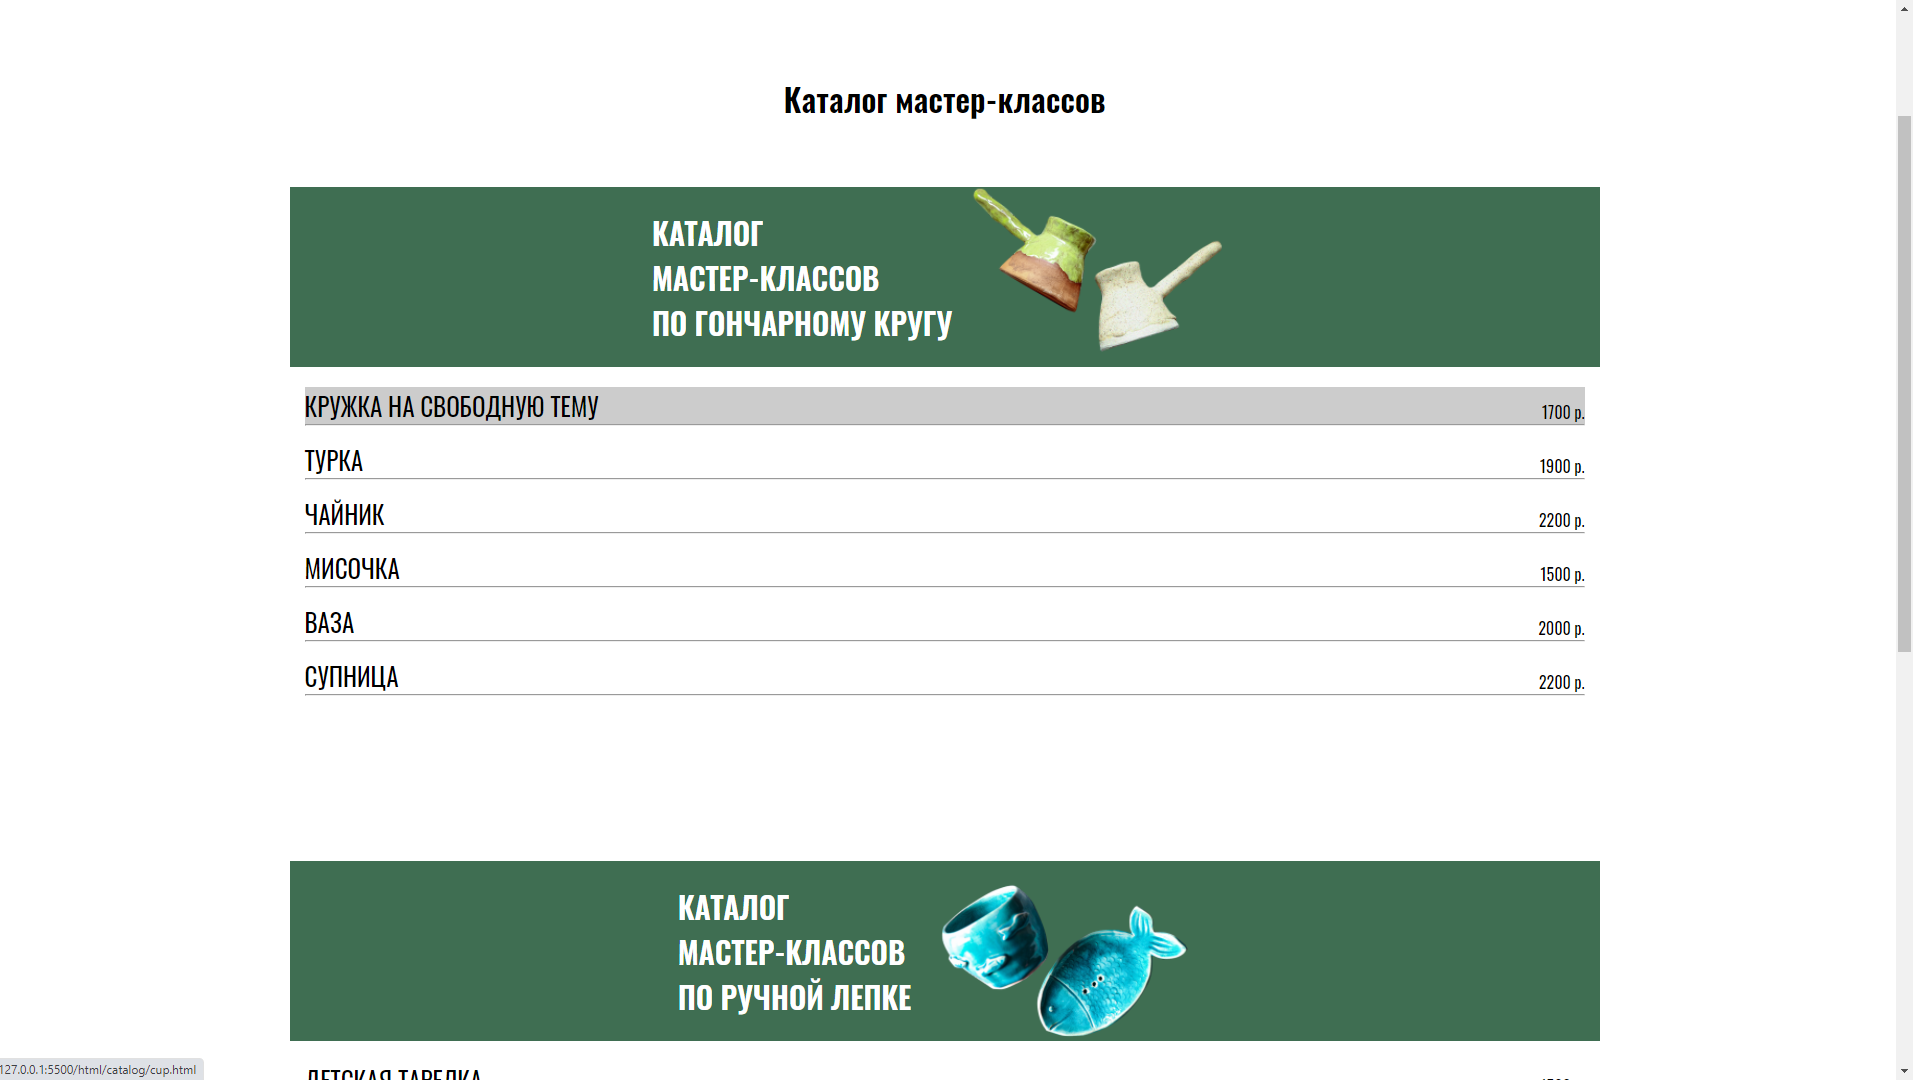 Каталог мастер-классов
КАТАЛОГ
МАСТЕР-КЛАССОВ
ПО ГОНЧАРНОМУ КРУГУ
КРУЖКА НА СВОБОДНУЮ ТЕМУ 1700 р.
ТУРКА 1900 р.
ЧАЙНИК 2200 р.
МИСОЧКА 1500 р.
ВАЗА 2000 р.
СУПНИЦА 2200 р.
КАТАЛОГ
МАСТЕР-КЛАССОВ
ПО РУЧНОЙ ЛЕПКЕ
ДЕТСКАЯ ТАРЕЛКА
127.0.0.1:5500/html/catalog/cup.html